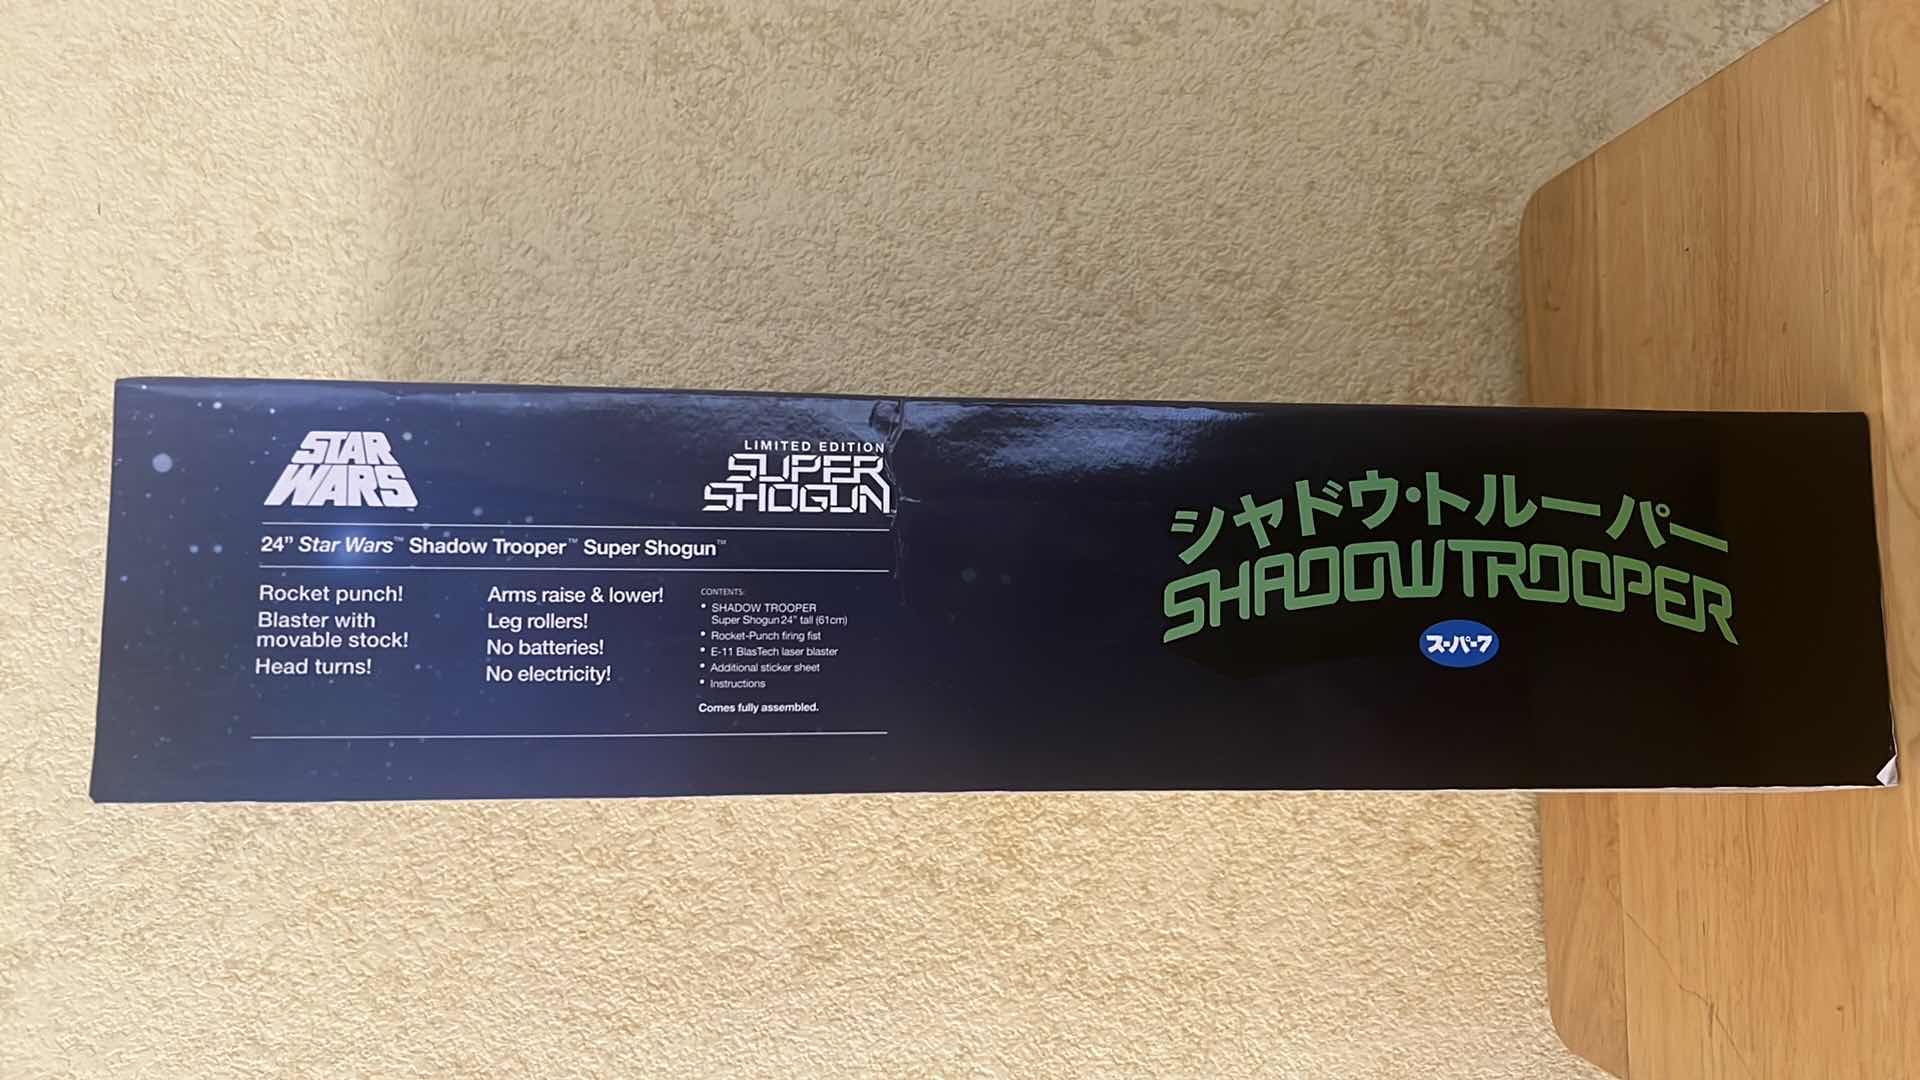 STAR
WARS
LIMITED EDITION
SUPER
SHOGUN™
24” Star Wars™ Shadow Trooper™ Super Shogun™
Rocket punch!
Blaster with
movable stock!
Head turns!
Arms raise & lower!
Leg rollers!
No batteries!
No electricity!
CONTENTS:
• SHADOW TROOPER
Super Shogun 24” tall (61cm)
• Rocket-Punch firing fist
• E-11 BlasTech laser blaster
• Additional sticker sheet
• Instructions
Comes fully assembled.
シャドウ・トルーパー
SHADOWTROOPER
スーパー7